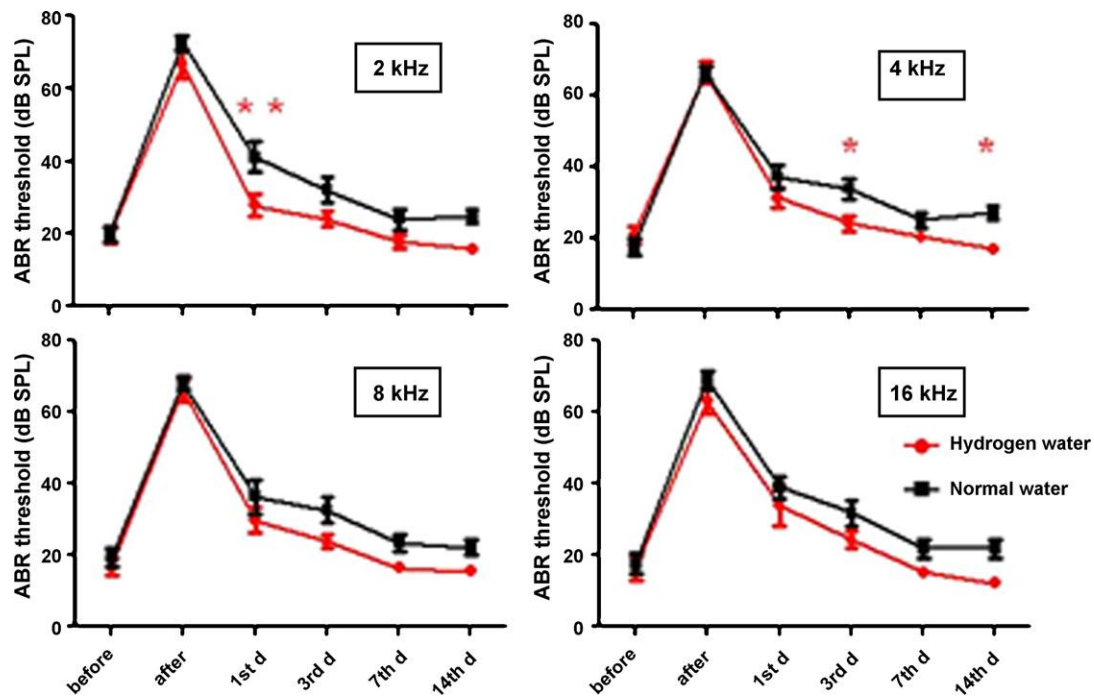 ABR threshold (dB SPL)
80
60
40
20
0
2 kHz
* *
ABR threshold (dB SPL)
80
60
40
20
0
4 kHz
*
*
ABR threshold (dB SPL)
80
60
40
20
0
8 kHz
before
after
1st d
3rd d
7th d
14th d
ABR threshold (dB SPL)
80
60
40
20
0
16 kHz
Hydrogen water
Normal water
before
after
1st d
3rd d
7th d
14th d